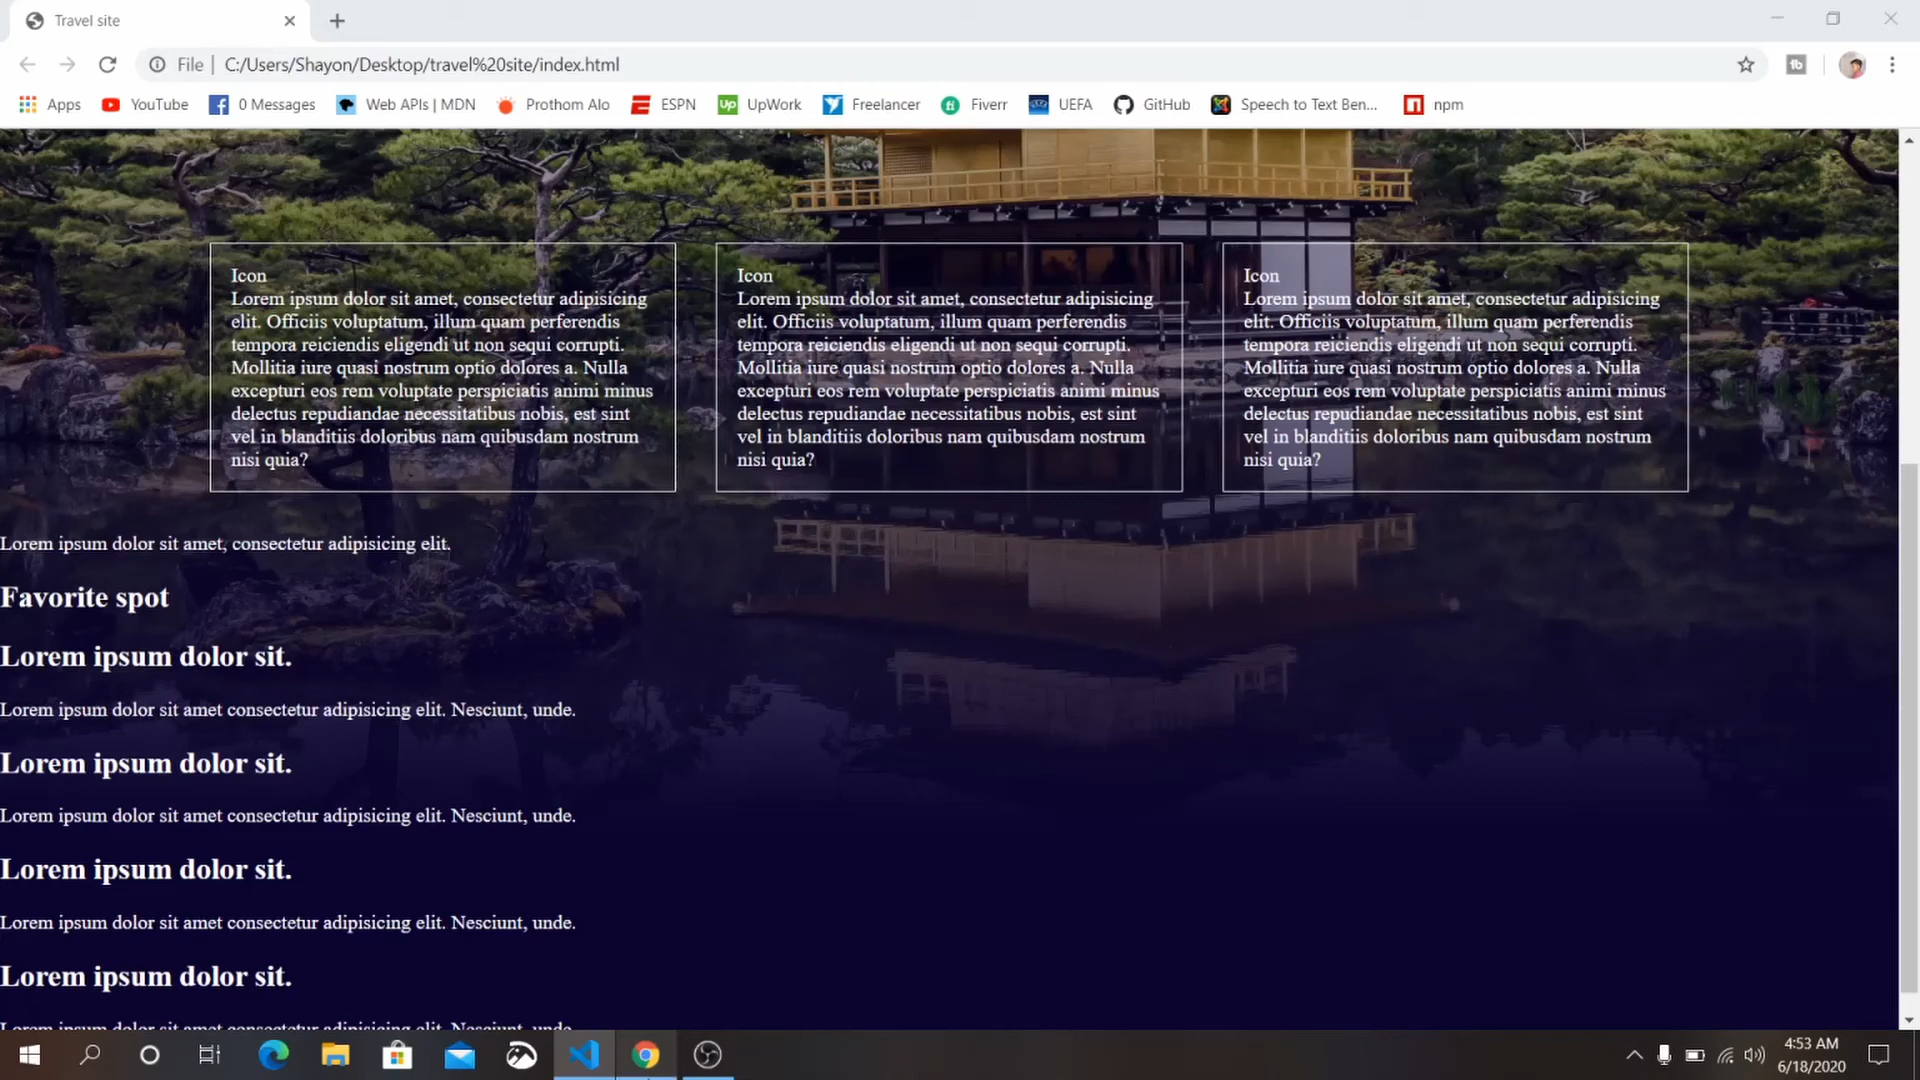 Travel site
File
C:/Users/Shayon/Desktop/travel%20site/index.html
Apps
YouTube
0 Messages
Web APIs | MDN
Prothom Alo
ESPN
Up
UpWork
Freelancer
fi
Fiverr
UEFA
GitHub
Speech to Text Ben...
npm
Icon
Lorem ipsum dolor sit amet, consectetur adipisicing
elit. Officiis voluptatum, illum quam perferendis
tempora reiciendis eligendi ut non sequi corrupti.
Mollitia iure quasi nostrum optio dolores a. Nulla
excepturi eos rem voluptate perspiciatis animi minus
delectus repudiandae necessitatibus nobis, est sint
vel in blanditiis doloribus nam quibusdam nostrum
nisi quia?
Icon
Lorem ipsum dolor sit amet, consectetur adipisicing
elit. Officiis voluptatum, illum quam perferendis
tempora reiciendis eligendi ut non sequi corrupti.
Mollitia iure quasi nostrum optio dolores a. Nulla
excepturi eos rem voluptate perspiciatis animi minus
delectus repudiandae necessitatibus nobis, est sint
vel in blanditiis doloribus nam quibusdam nostrum
nisi quia?
Icon
Lorem ipsum dolor sit amet, consectetur adipisicing
elit. Officiis voluptatum, illum quam perferendis
tempora reiciendis eligendi ut non sequi corrupti.
Mollitia iure quasi nostrum optio dolores a. Nulla
excepturi eos rem voluptate perspiciatis animi minus
delectus repudiandae necessitatibus nobis, est sint
vel in blanditiis doloribus nam quibusdam nostrum
nisi quia?
Lorem ipsum dolor sit amet, consectetur adipisicing elit.
Favorite spot
Lorem ipsum dolor sit.
Lorem ipsum dolor sit amet consectetur adipisicing elit. Nesciunt, unde.
Lorem ipsum dolor sit.
Lorem ipsum dolor sit amet consectetur adipisicing elit. Nesciunt, unde.
Lorem ipsum dolor sit.
Lorem ipsum dolor sit amet consectetur adipisicing elit. Nesciunt, unde.
Lorem ipsum dolor sit.
Lorem ipsum dolor sit amet consectetur adipisicing elit. Nesciunt, unde.
4:53 AM
6/18/2020